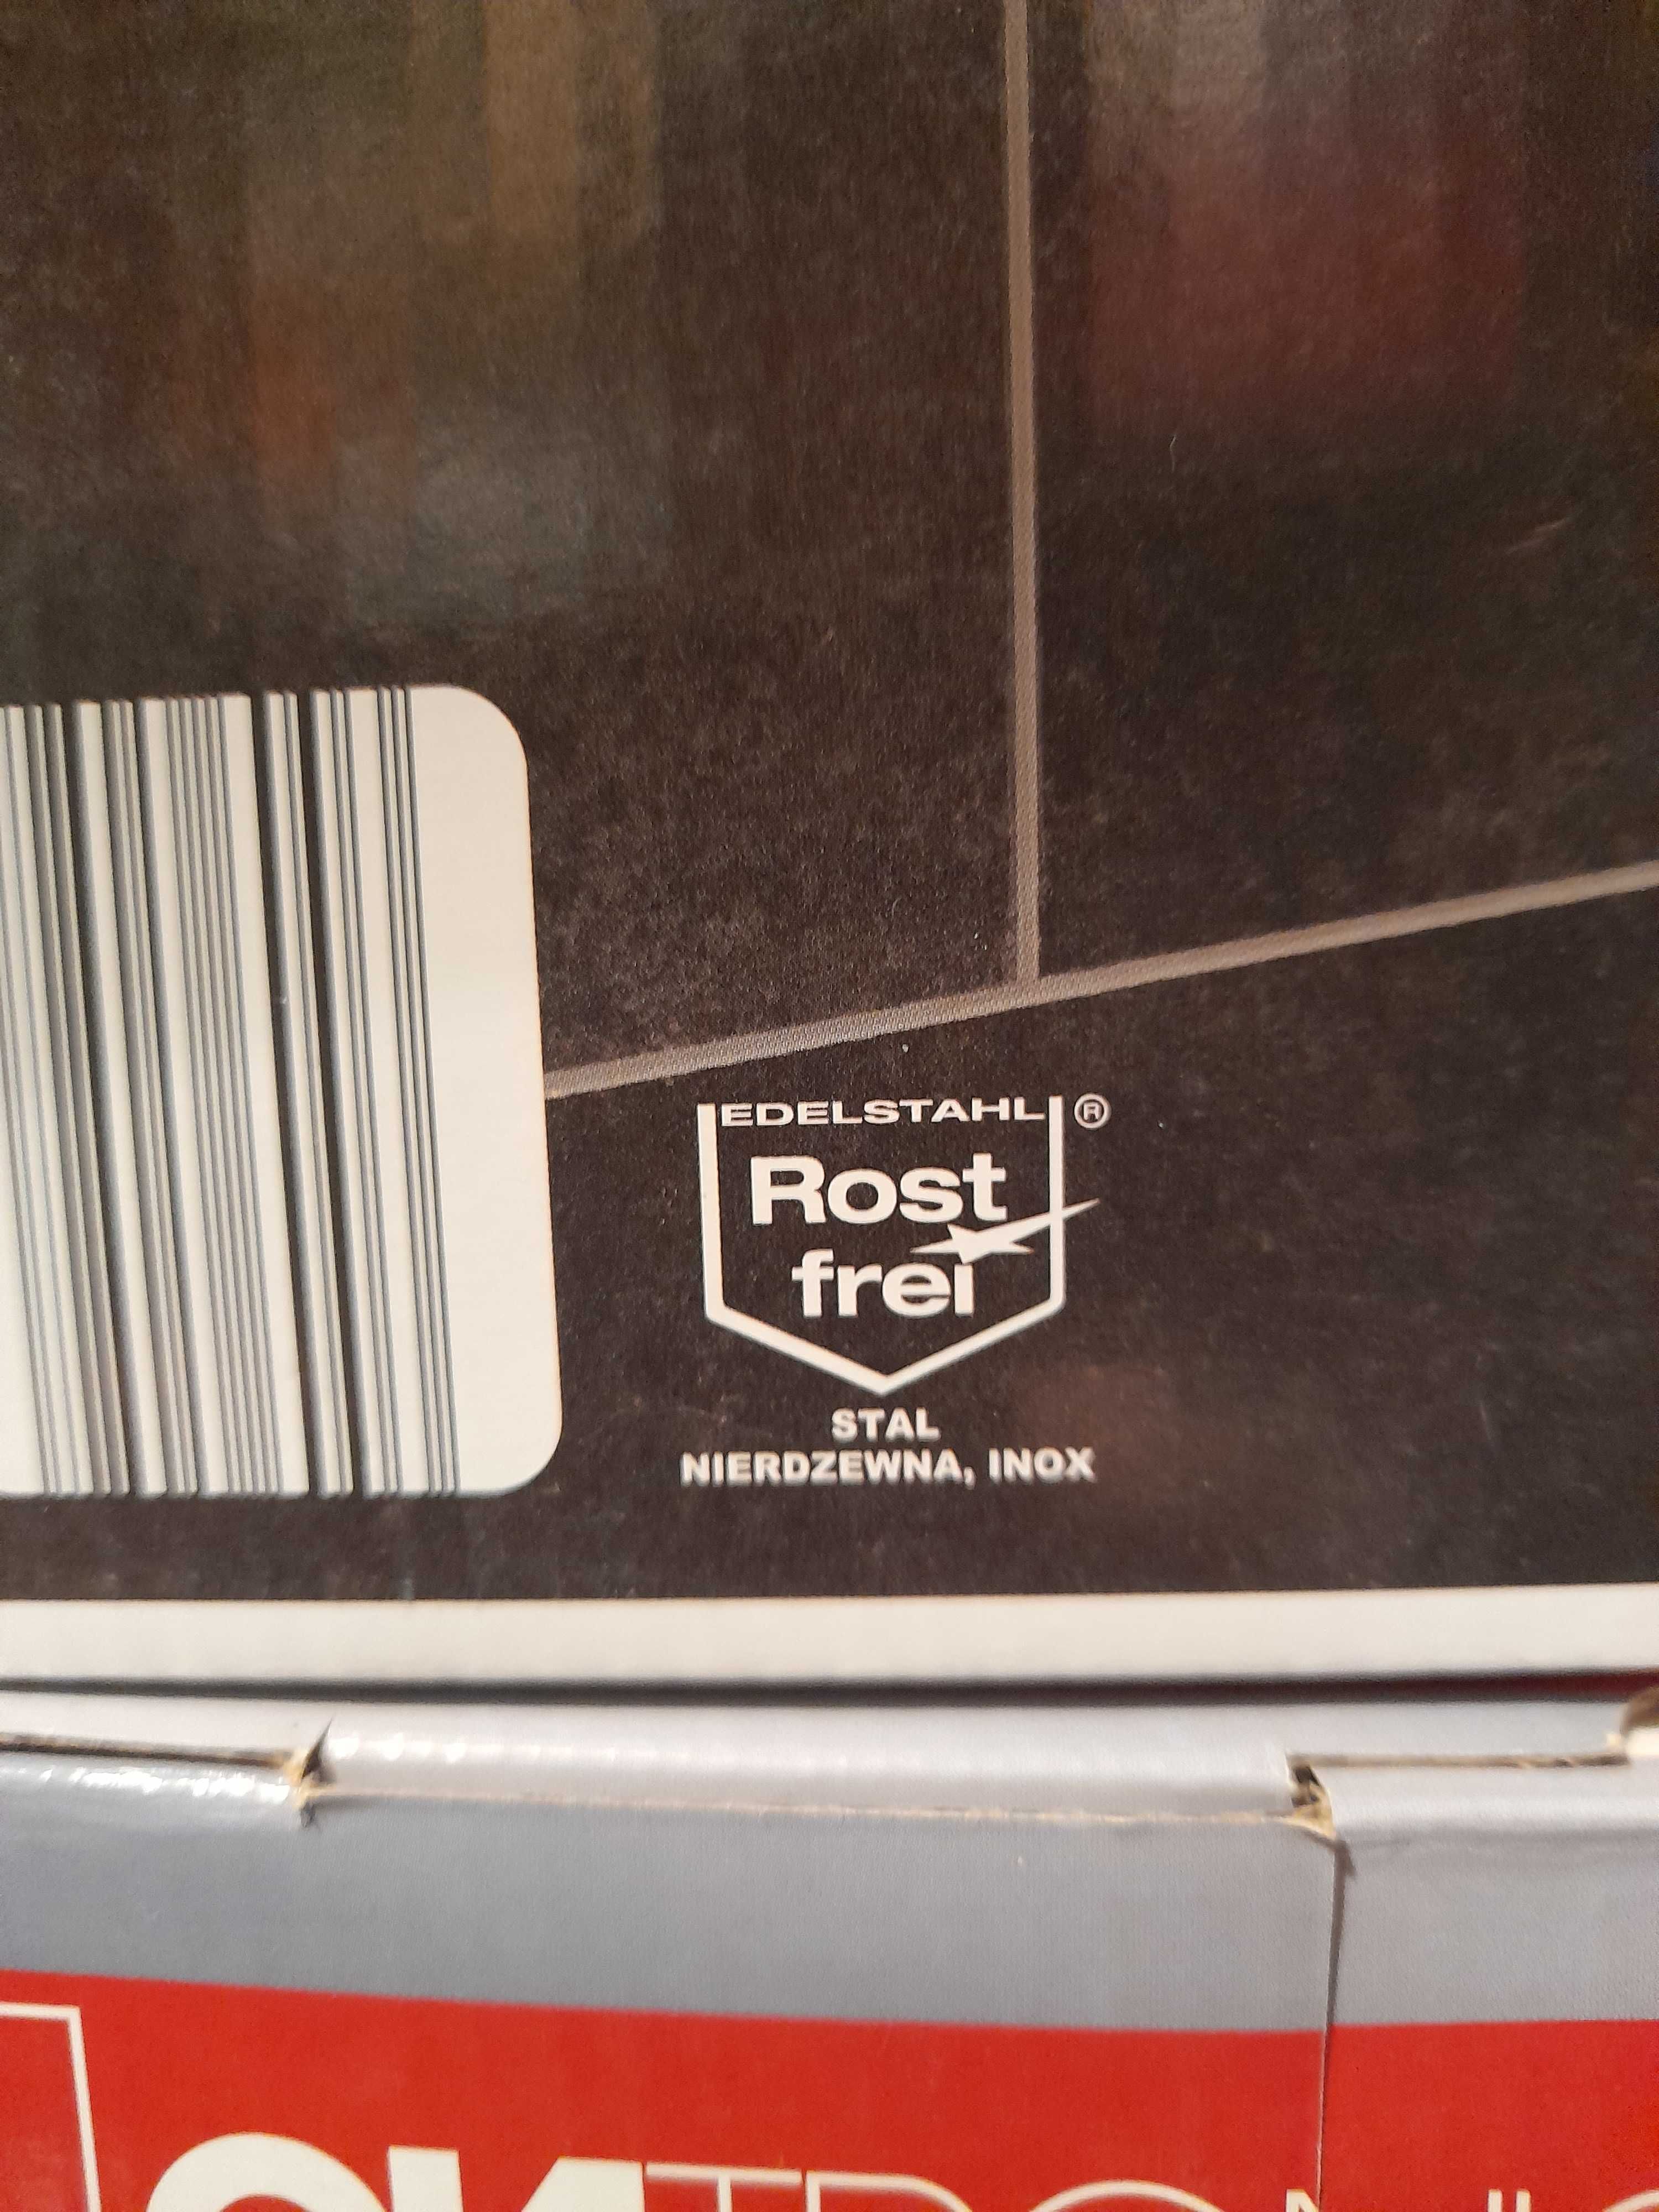 EDELSTAHL ®
Rost
frei
STAL
NIERDZEWNA, INOX